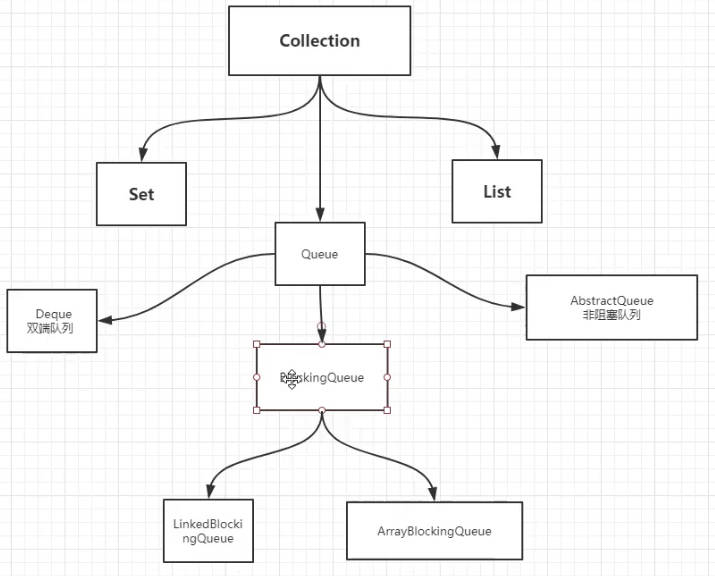 Collection
Set
List
Queue
Deque
双端队列
AbstractQueue
非阻塞队列
LinkedBlocki
ngQueue
ArrayBlockingQueue